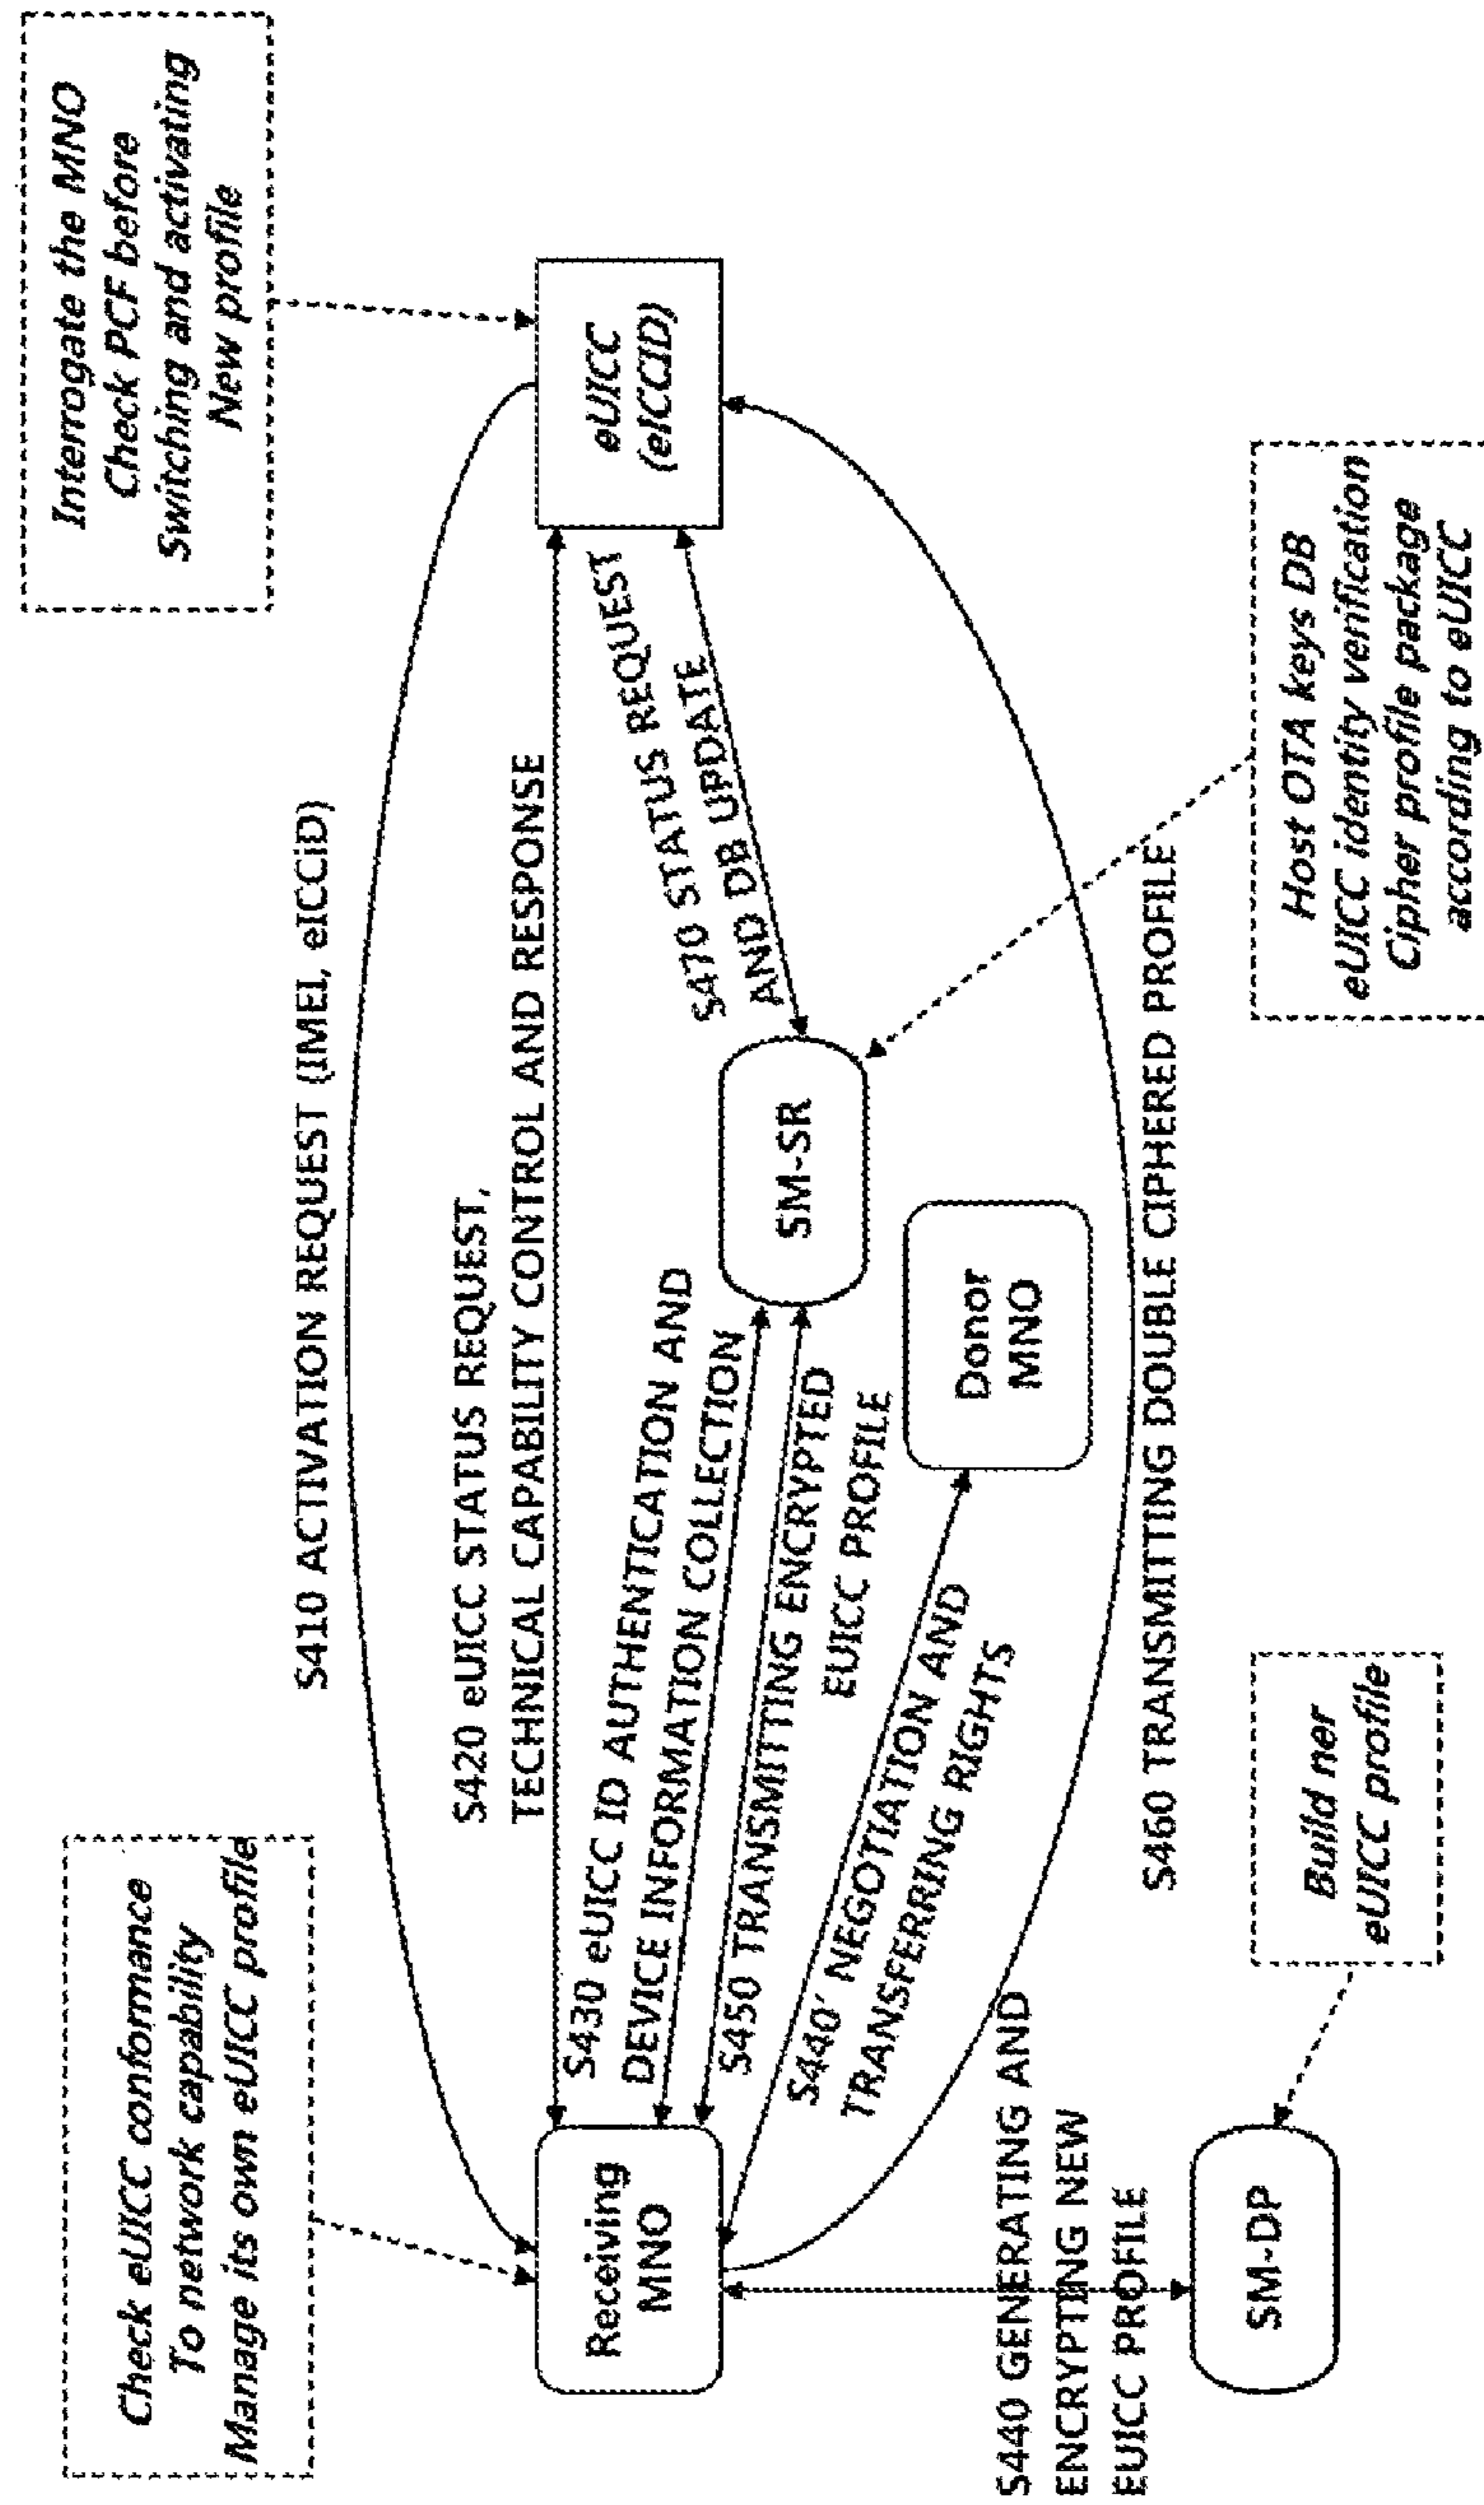 Check eUICC conformance
To network capability
Manage its own eUICC profile
Interrogate the MNO
Check PCF before
Switching and activating
New profile
S410 ACTIVATION REQUEST (IMEI, eICCiD)
S420 eUICC STATUS REQUEST,
TECHNICAL CAPABILITY CONTROL AND RESPONSE
Receiving
MNO
eUICC
(eICCID)
S430 eUICC ID AUTHENTICATION AND
DEVICE INFORMATION COLLECTION
S470 STATUS REQUEST
AND DB UPDATE
S450 TRANSMITTING ENCRYPTED
EUICC PROFILE
SM-SR
S440' NEGOTIATION AND
TRANSFERRING RIGHTS
Donor
MNO
S440 GENERATING AND
ENCRYPTING NEW
EUICC PROFILE
S460 TRANSMITTING DOUBLE CIPHERED PROFILE
SM-DP
Build ner
eUICC profile
Host OTA keys DB
eUICC identity verification
Cipher profile package
according to eUICC